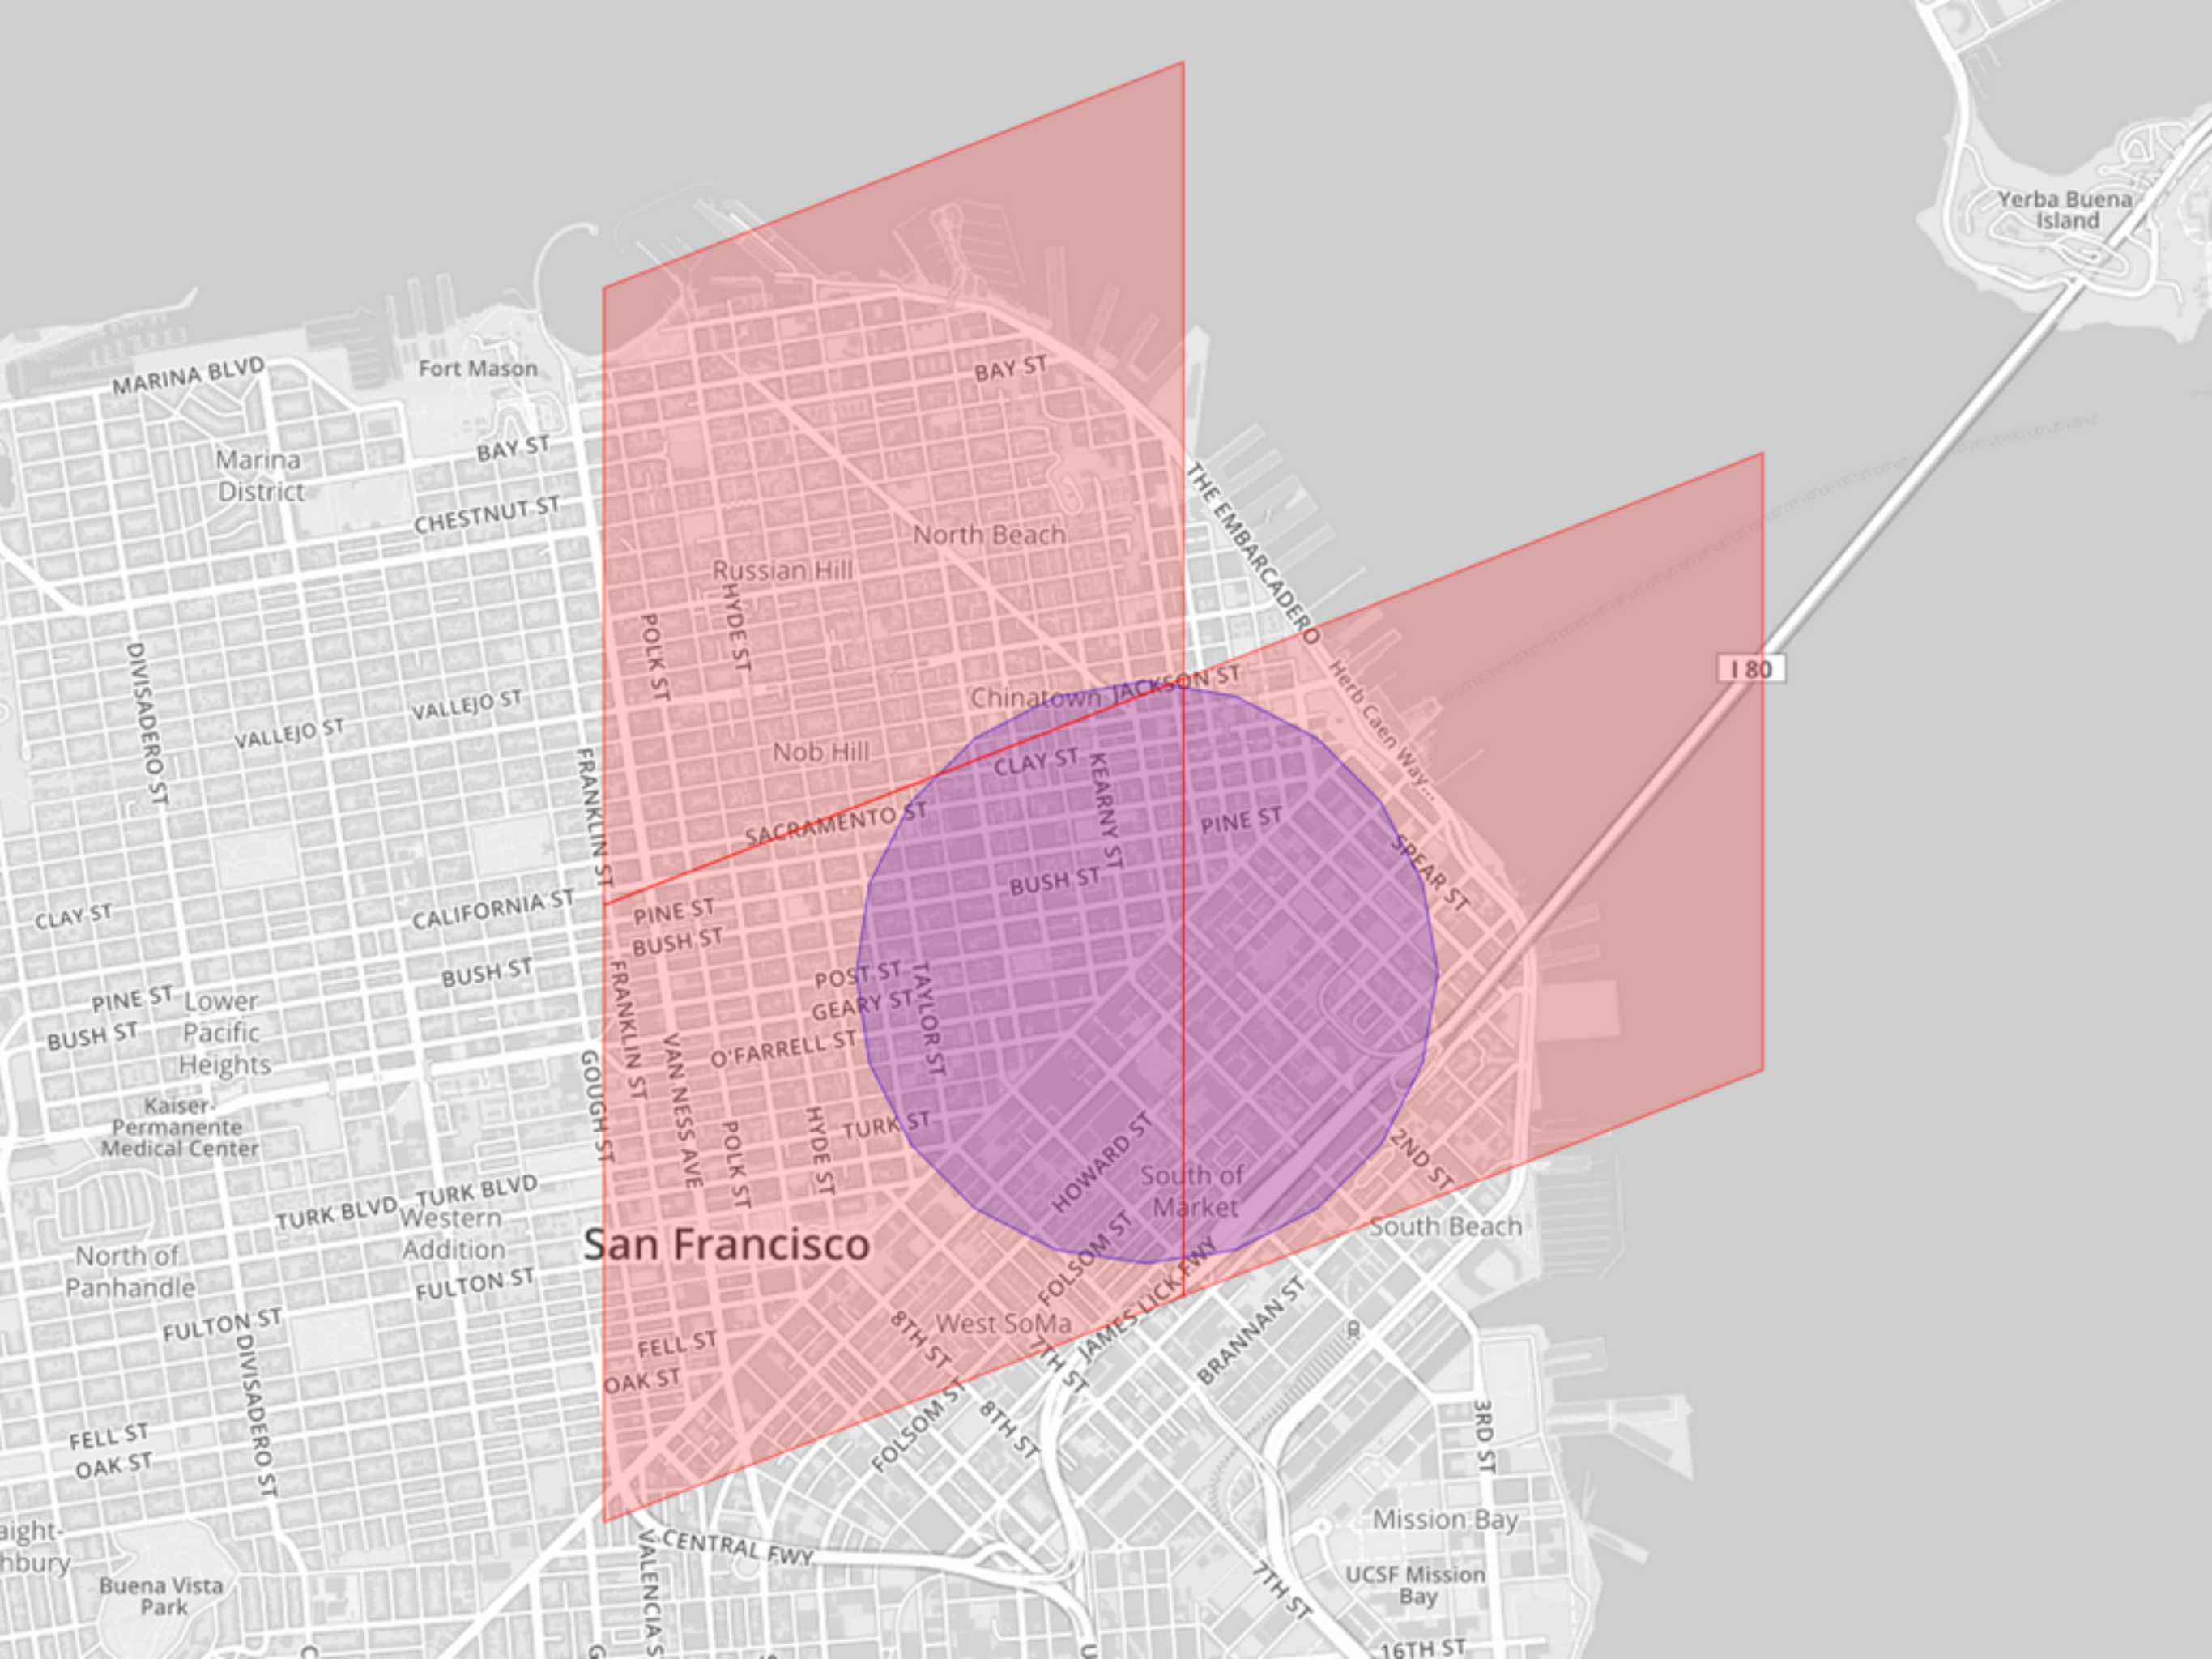 Yerba Buena
Island
MARINA BLVD
Fort Mason
BAY ST
BAY ST
Marina
District
CHESTNUT ST
THE EMBARCADERO
North Beach
Russian Hill
HYDE ST
POLK ST
DIVISADERO ST
I 80
Herb Caen Way...
JACKSON ST
Chinatown
VALLEJO ST
VALLEJO ST
Nob Hill
CLAY ST
KEARNY ST
FRANKLIN ST
SACRAMENTO ST
PINE ST
SPEAR ST
BUSH ST
CALIFORNIA ST
CLAY ST
PINE ST
BUSH ST
BUSH ST
POST ST
TAYLOR ST
GEARY ST
FRANKLIN ST
PINE ST
Lower
Pacific
Heights
BUSH ST
O'FARRELL ST
VAN NESS AVE
GOUGH ST
Kaiser-
Permanente
Medical Center
HYDE ST
POLK ST
TURK ST
HOWARD ST
2ND ST
South of
Market
TURK BLVD
TURK BLVD
Western
Addition
South Beach
San Francisco
FOLSOM ST
JAMES LICK FWY
North of
Panhandle
FULTON ST
FULTON ST
West SoMa
8TH ST
7TH ST
BRANNAN ST
FELL ST
OAK ST
DIVISADERO ST
FOLSOM ST
8TH ST
3RD ST
FELL ST
OAK ST
aight-
hbury
CENTRAL FWY
VALENCIA S
Mission Bay
Buena Vista
Park
7TH ST
UCSF Mission
Bay
16TH ST